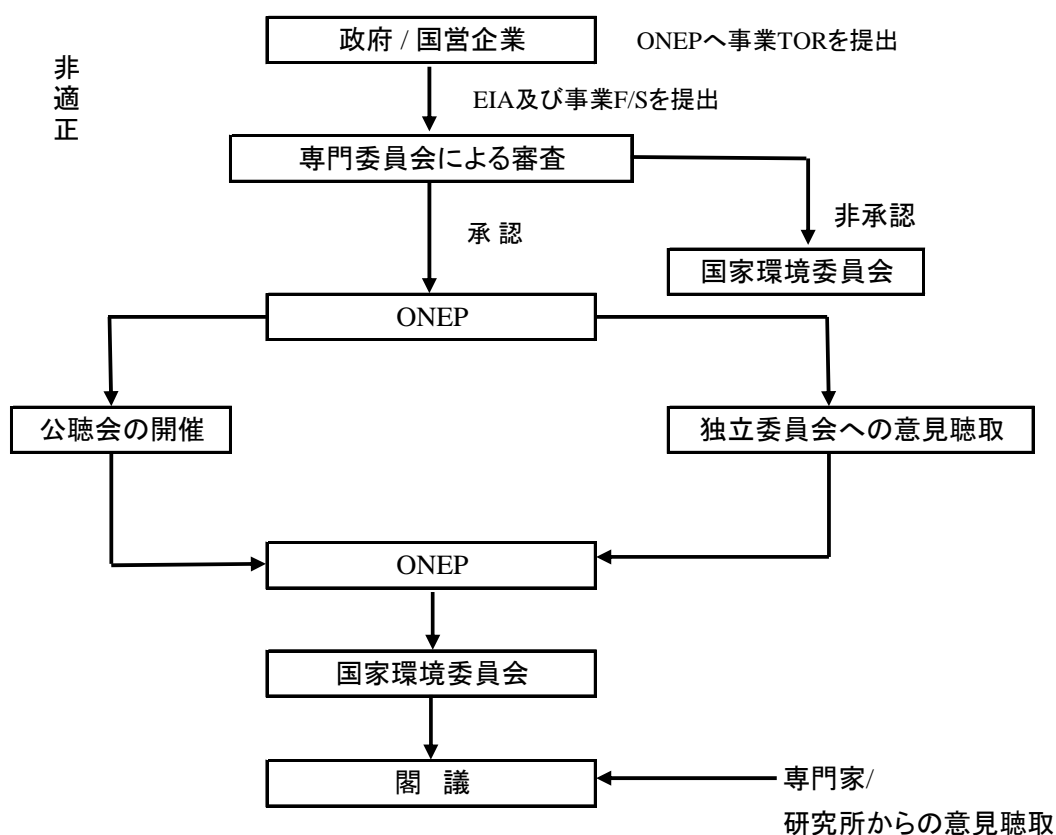 政府 / 国営企業
ONEPへ事業TORを提出
非適正
EIA及び事業F/Sを提出
専門委員会による審査
承 認
非承認
国家環境委員会
ONEP
公聴会の開催
独立委員会への意見聴取
ONEP
国家環境委員会
閣 議
専門家/
研究所からの意見聴取